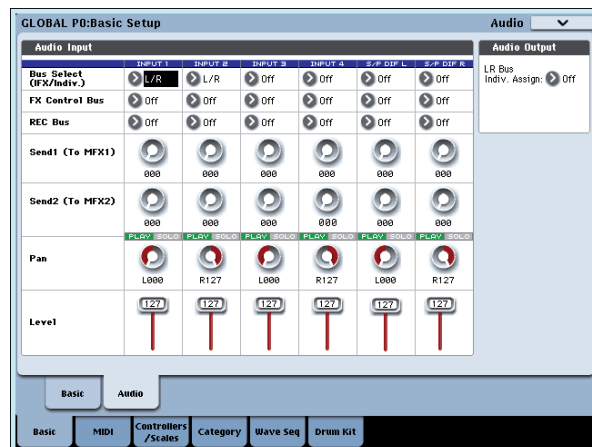 GLOBAL P0:Basic Setup
Audio
Audio Input
Audio Output
INPUT 1 INPUT 2 INPUT 3 INPUT 4 S/P DIF L S/P DIF R
Bus Select
(IFX/Indiv.)
L/R L/R Off Off Off Off
LR Bus
Indiv. Assign: Off
FX Control Bus Off Off Off Off Off Off
REC Bus Off Off Off Off Off Off
Send1 (To MFX1)
000 000 000 000 000 000
Send2 (To MFX2)
000 000 000 000 000 000
PLAY SOLO PLAY SOLO PLAY SOLO PLAY SOLO PLAY SOLO PLAY SOLO
Pan
L000 R127 L000 R127 L000 R127
127 127 127 127 127 127
Level
Basic Audio
Basic MIDI Controllers
/Scales Category Wave Seq Drum Kit